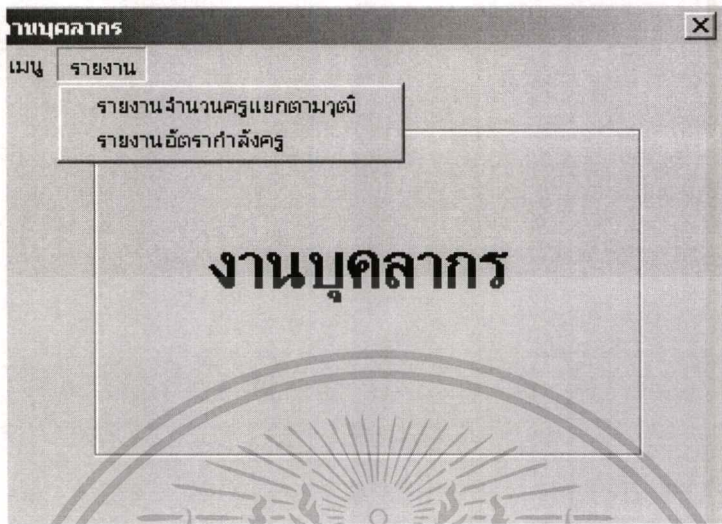 งานบุคลากร
เมนู รายงาน
รายงานจำนวนครูแยกตามวุฒิ
รายงานอัตรากำลังครู
งานบุคลากร